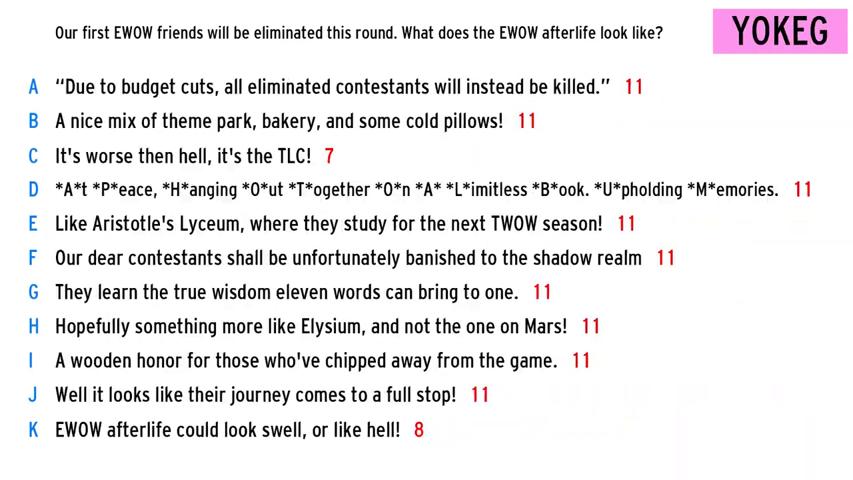 Our first EWOW friends will be eliminated this round. What does the EWOW afterlife look like?
YOKEG
A "Due to budget cuts, all eliminated contestants will instead be killed." 11
B A nice mix of theme park, bakery, and some cold pillows! 11
C It's worse then hell, it's the TLC! 7
D *A*t *P*eace, *H*anging *O*ut *T*ogether *O*n *A* *L*imitless *B*ook. *U*pholding *M*emories. 11
E Like Aristotle's Lyceum, where they study for the next TWOW season! 11
F Our dear contestants shall be unfortunately banished to the shadow realm 11
G They learn the true wisdom eleven words can bring to one. 11
H Hopefully something more like Elysium, and not the one on Mars! 11
I A wooden honor for those who've chipped away from the game. 11
J Well it looks like their journey comes to a full stop! 11
K EWOW afterlife could look swell, or like hell! 8